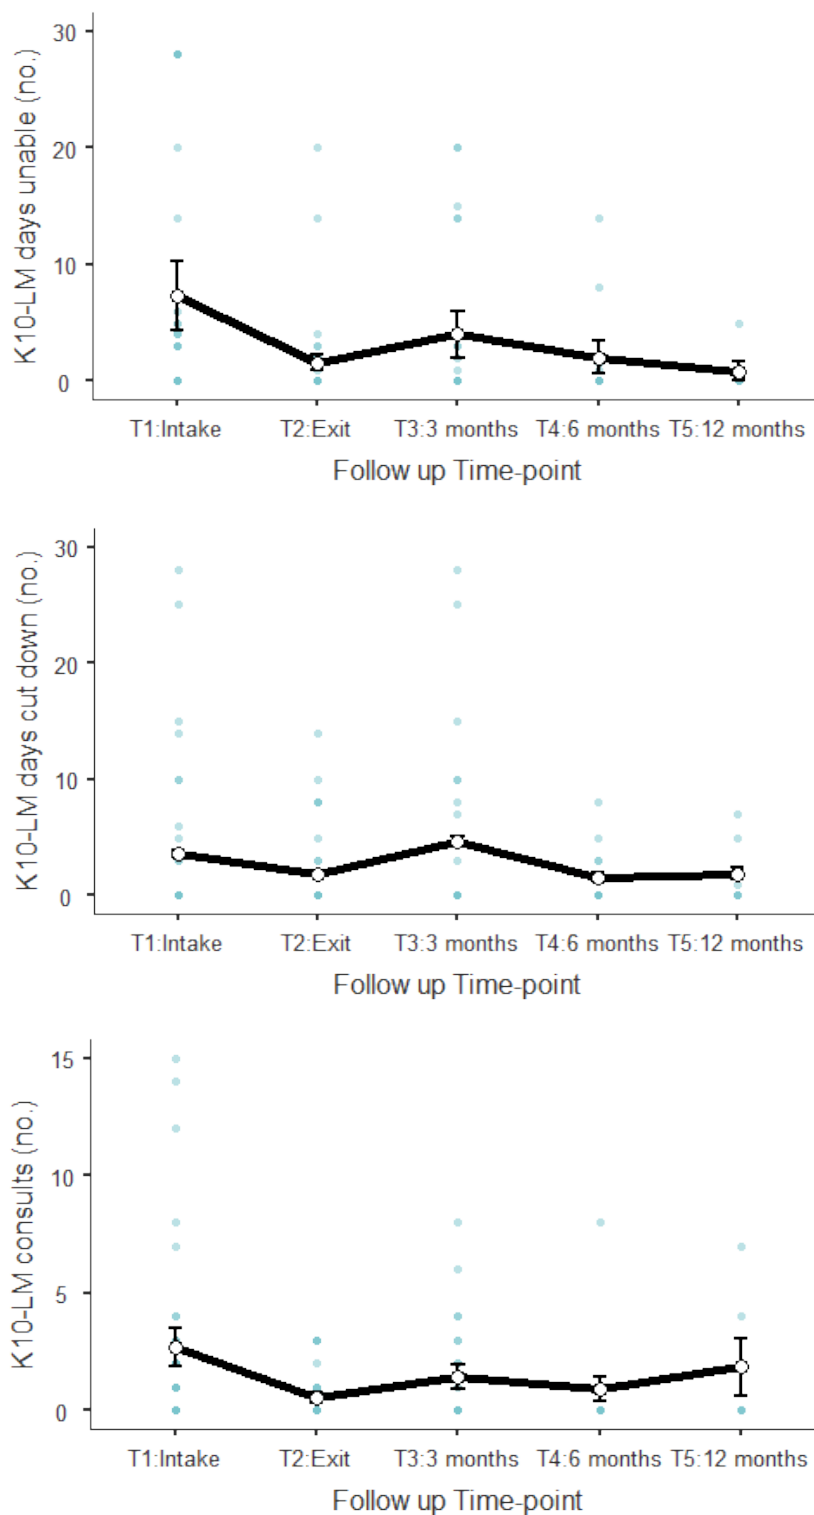 K10-LM days unable (no.)
30
20
10
0
T1:Intake T2:Exit T3:3 months T4:6 months T5:12 months
Follow up Time-point
K10-LM days cut down (no.)
30
20
10
0
T1:Intake T2:Exit T3:3 months T4:6 months T5:12 months
Follow up Time-point
K10-LM consults (no.)
15
10
5
0
T1:Intake T2:Exit T3:3 months T4:6 months T5:12 months
Follow up Time-point